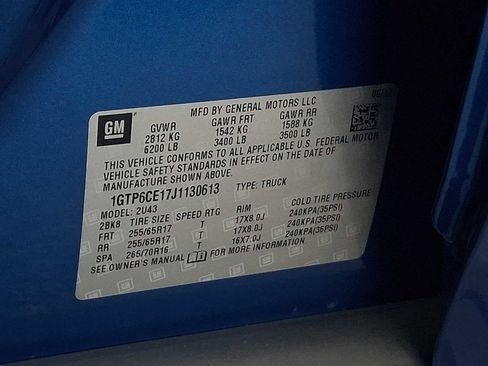 MFD BY GENERAL MOTORS LLC
GM
GVWR GAWR FRT GAWR RR
2812 KG 1542 KG 1588 KG
6200 LB 3400 LB 3500 LB
THIS VEHICLE CONFORMS TO ALL APPLICABLE U.S. FEDERAL MOTOR
VEHICLE SAFETY STANDARDS IN EFFECT ON THE DATE OF
MANUFACTURE SHOWN ABOVE.
1GTP6CE17J1130613 TYPE: TRUCK
MODEL: 2U43
2BK8 TIRE SIZE SPEED RTG RIM COLD TIRE PRESSURE
FRT 255/65R17 T 17X8.0J 240KPA(35PSI)
RR 255/65R17 T 17X8.0J 240KPA(35PSI)
SPA 265/70R16 T 16X7.0J 240KPA(35PSI)
SEE OWNER'S MANUAL FOR MORE INFORMATION